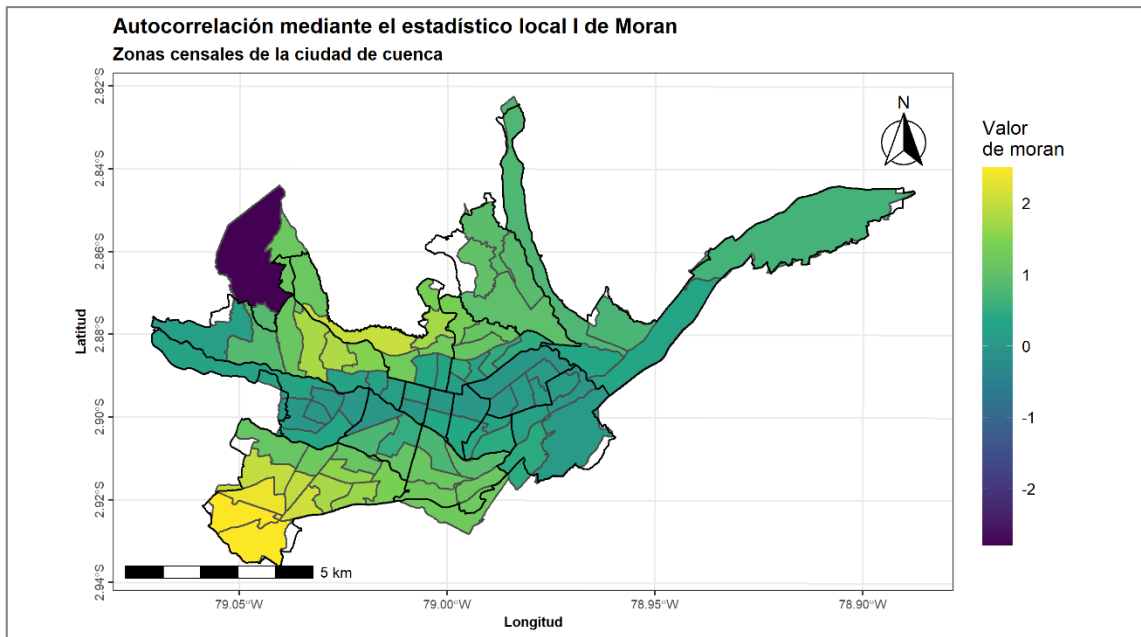 Autocorrelación mediante el estadístico local I de Moran
Zonas censales de la ciudad de cuenca
N
Valor
de moran
2
1
0
-1
-2
2.82°S
2.84°S
2.86°S
2.88°S
2.90°S
2.92°S
2.94°S
Latitud
5 km
79.05°W
79.00°W
78.95°W
78.90°W
Longitud